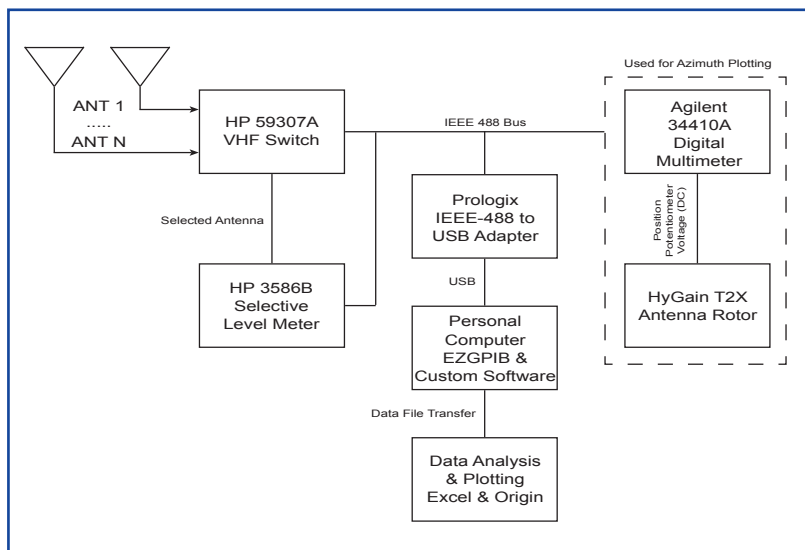 Used for Azimuth Plotting
ANT 1
.....
ANT N
HP 59307A
VHF Switch
IEEE 488 Bus
Agilent
34410A
Digital
Multimeter
Selected Antenna
Prologix
IEEE-488 to
USB Adapter
Position
Potentiometer
Voltage (DC)
HP 3586B
Selective
Level Meter
USB
HyGain T2X
Antenna Rotor
Personal
Computer
EZGPIB &
Custom Software
Data File Transfer
Data Analysis
& Plotting
Excel & Origin